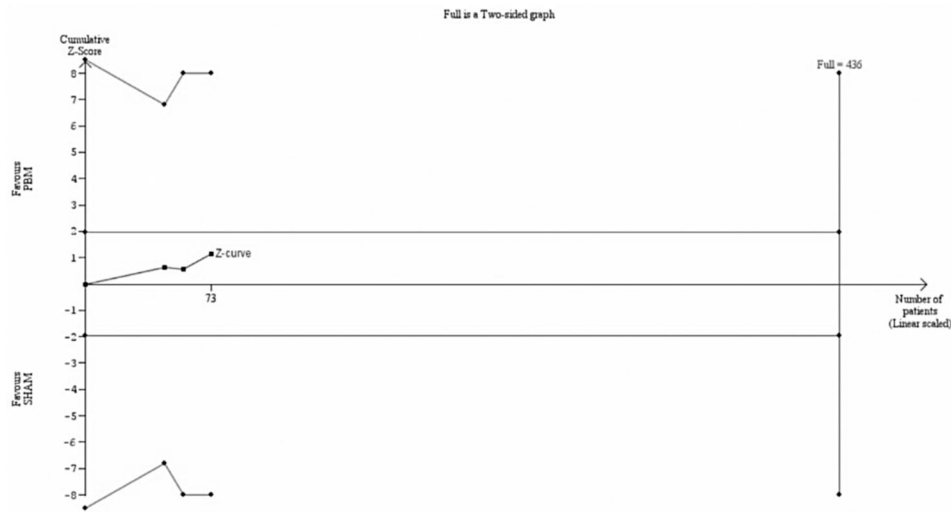 Full is a Two-sided graph
Cumulative
Z-Score
8
7
6
5
4
3
2
1
-1
-2
-3
-4
-5
-6
-7
-8
Favours
PBM
Favours
SHAM
Full = 436
Z-curve
73
Number of
patients
(Linear scaled)